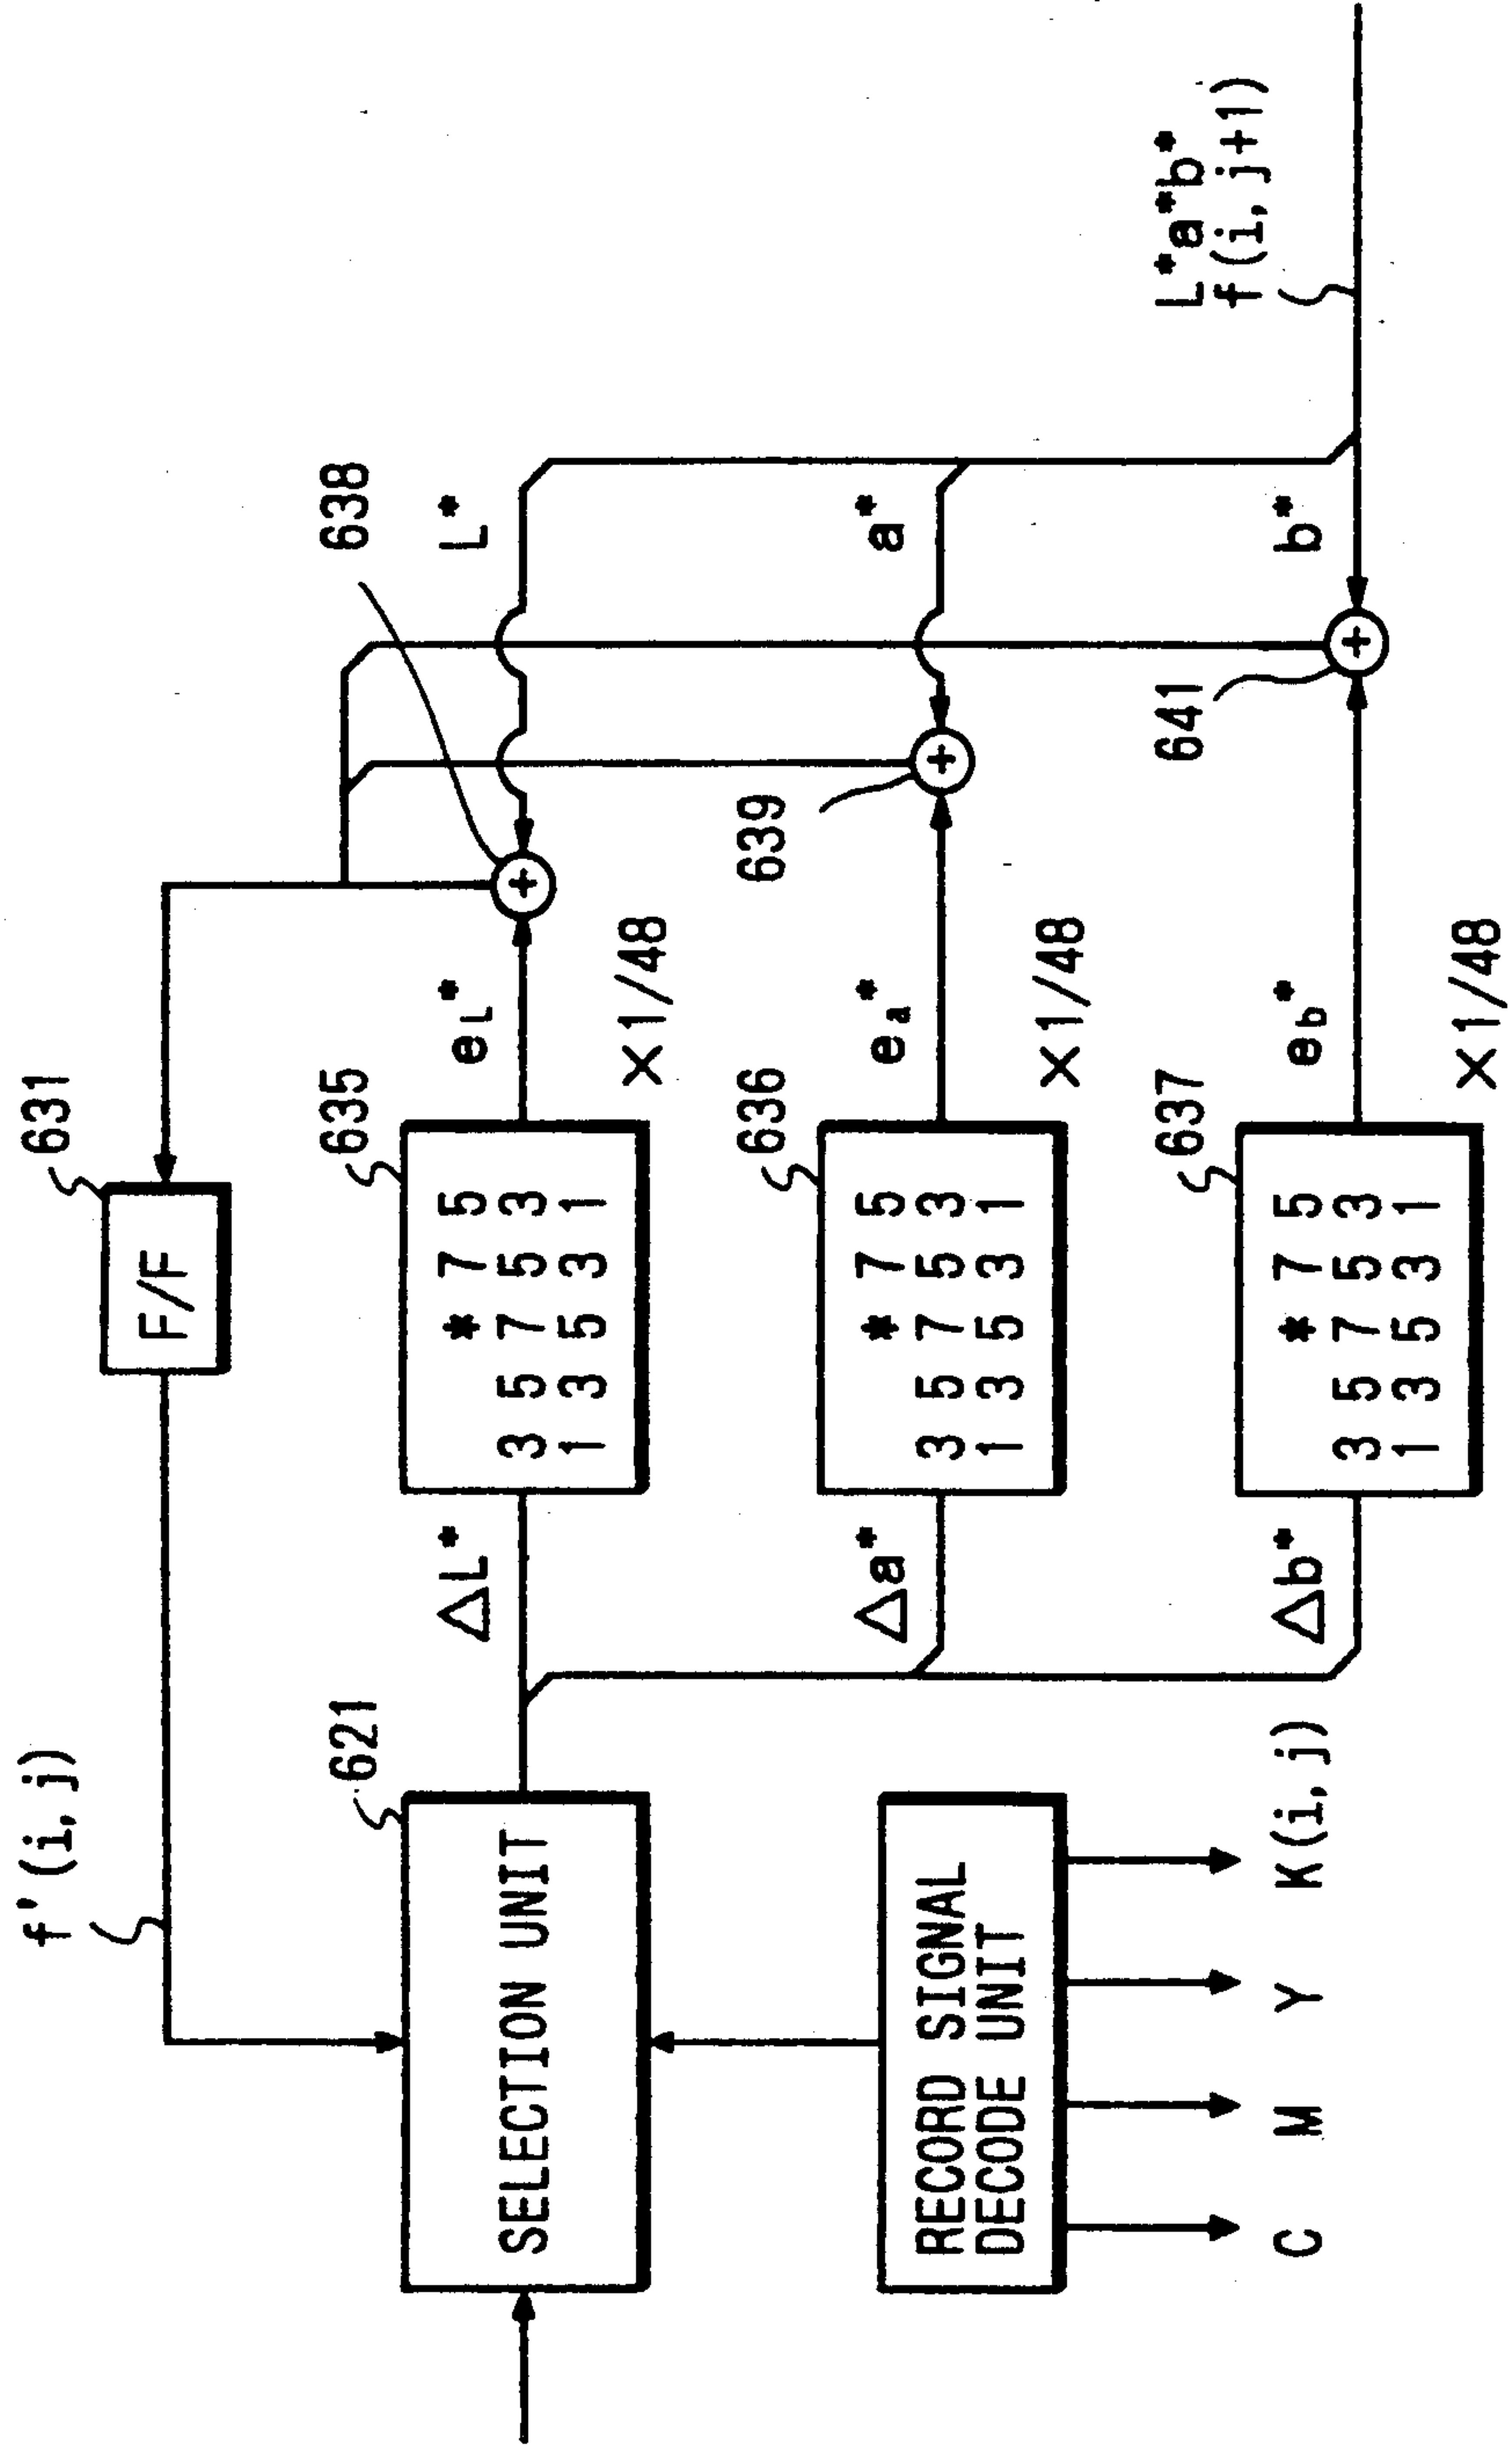 f'(i,j)
631
F/F
621
SELECTION UNIT
ΔL*
635
* 7 5
3 5 7 5 3
1 3 5 3 1
×1/48
eL*
638
L*
RECORD SIGNAL
DECODE UNIT
C M Y K(i,j)
Δa*
636
* 7 5
3 5 7 5 3
1 3 5 3 1
×1/48
ea*
639
a*
Δb*
637
* 7 5
3 5 7 5 3
1 3 5 3 1
×1/48
eb*
641
b*
L*a*b*
f(i,j+1)